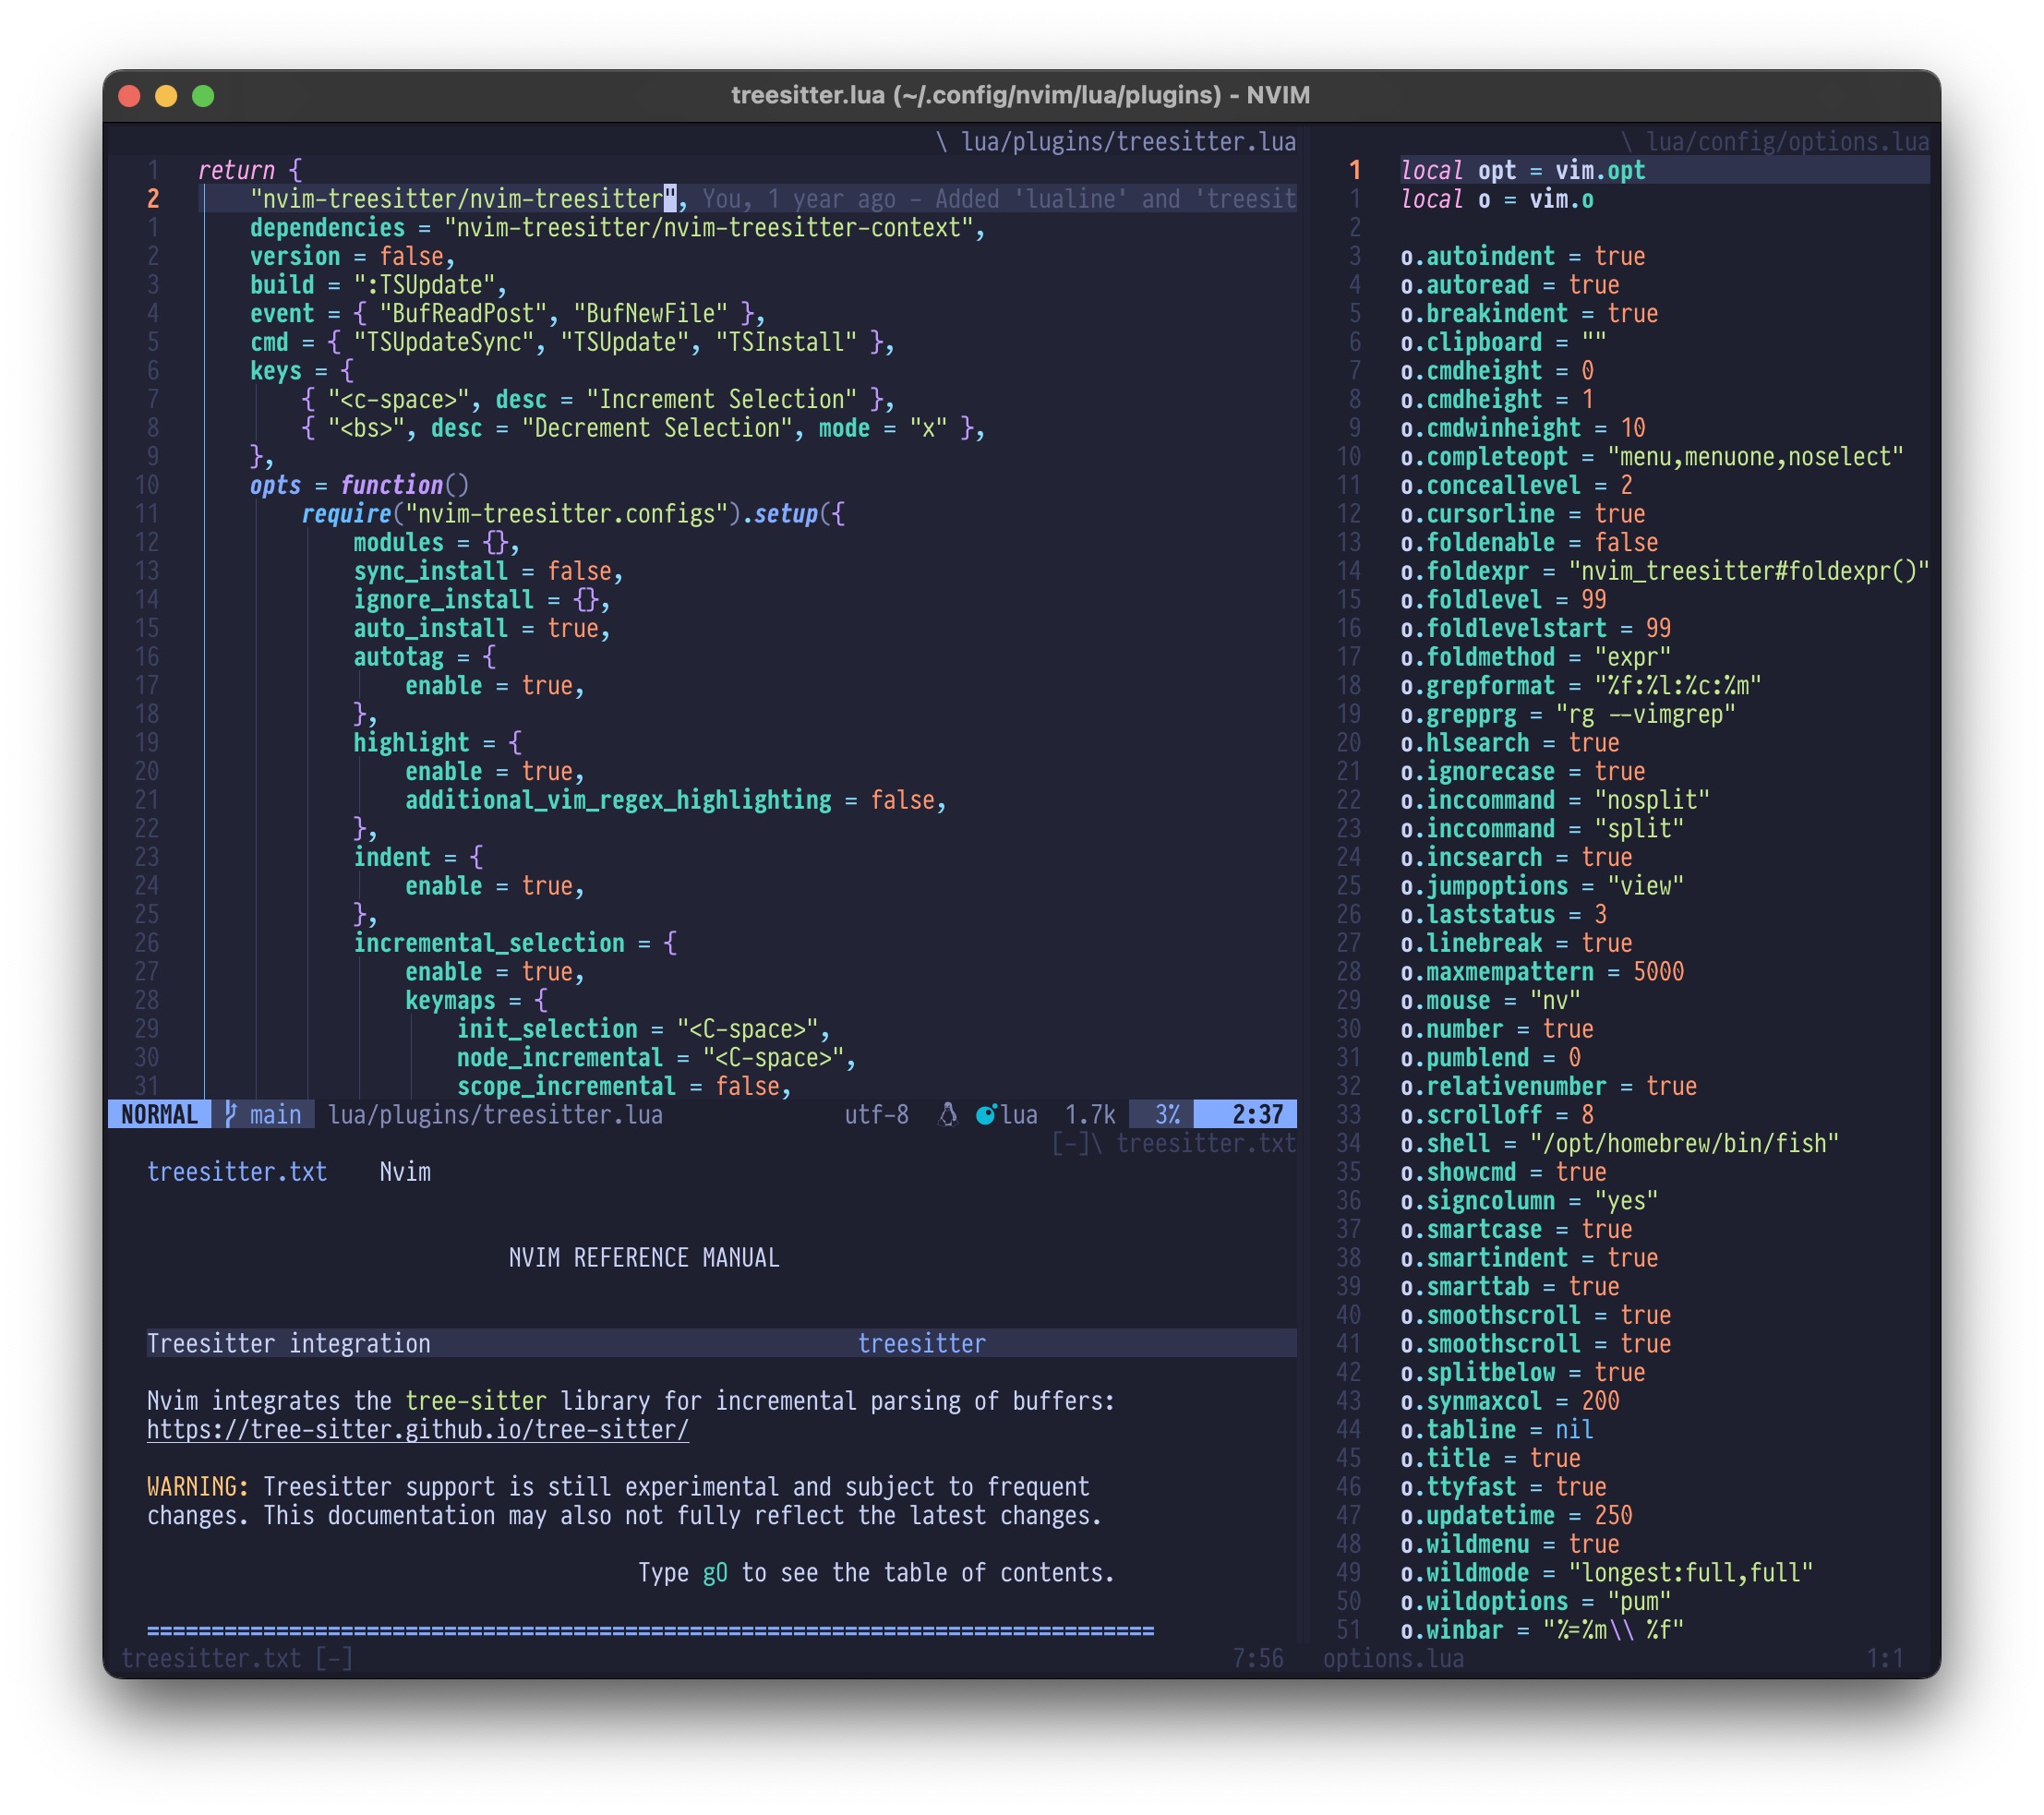 treesitter.lua (~/.config/nvim/lua/plugins) - NVIM
\ lua/plugins/treesitter.lua
1 return {
2 "nvim-treesitter/nvim-treesitter", You, 1 year ago – Added 'lualine' and 'treesit
1 dependencies = "nvim-treesitter/nvim-treesitter-context",
2 version = false,
3 build = ":TSUpdate",
4 event = { "BufReadPost", "BufNewFile" },
5 cmd = { "TSUpdateSync", "TSUpdate", "TSInstall" },
6 keys = {
7 { "<c-space>", desc = "Increment Selection" },
8 { "<bs>", desc = "Decrement Selection", mode = "x" },
9 },
10 opts = function()
11 require("nvim-treesitter.configs").setup({
12 modules = {},
13 sync_install = false,
14 ignore_install = {},
15 auto_install = true,
16 autotag = {
17 enable = true,
18 },
19 highlight = {
20 enable = true,
21 additional_vim_regex_highlighting = false,
22 },
23 indent = {
24 enable = true,
25 },
26 incremental_selection = {
27 enable = true,
28 keymaps = {
29 init_selection = "<C-space>",
30 node_incremental = "<C-space>",
31 scope_incremental = false,
NORMAL main lua/plugins/treesitter.lua utf-8 lua 1.7k 3% 2:37
[-]\ treesitter.txt
treesitter.txt Nvim
NVIM REFERENCE MANUAL
Treesitter integration treesitter
Nvim integrates the tree-sitter library for incremental parsing of buffers:
https://tree-sitter.github.io/tree-sitter/
WARNING: Treesitter support is still experimental and subject to frequent
changes. This documentation may also not fully reflect the latest changes.
Type gO to see the table of contents.
==============================================================================
treesitter.txt [-] 7:56
\ lua/config/options.lua
1 local opt = vim.opt
1 local o = vim.o
2
3 o.autoindent = true
4 o.autoread = true
5 o.breakindent = true
6 o.clipboard = ""
7 o.cmdheight = 0
8 o.cmdheight = 1
9 o.cmdwinheight = 10
10 o.completeopt = "menu,menuone,noselect"
11 o.conceallevel = 2
12 o.cursorline = true
13 o.foldenable = false
14 o.foldexpr = "nvim_treesitter#foldexpr()"
15 o.foldlevel = 99
16 o.foldlevelstart = 99
17 o.foldmethod = "expr"
18 o.grepformat = "%f:%l:%c:%m"
19 o.grepprg = "rg --vimgrep"
20 o.hlsearch = true
21 o.ignorecase = true
22 o.inccommand = "nosplit"
23 o.inccommand = "split"
24 o.incsearch = true
25 o.jumpoptions = "view"
26 o.laststatus = 3
27 o.linebreak = true
28 o.maxmempattern = 5000
29 o.mouse = "nv"
30 o.number = true
31 o.pumblend = 0
32 o.relativenumber = true
33 o.scrolloff = 8
34 o.shell = "/opt/homebrew/bin/fish"
35 o.showcmd = true
36 o.signcolumn = "yes"
37 o.smartcase = true
38 o.smartindent = true
39 o.smarttab = true
40 o.smoothscroll = true
41 o.smoothscroll = true
42 o.splitbelow = true
43 o.synmaxcol = 200
44 o.tabline = nil
45 o.title = true
46 o.ttyfast = true
47 o.updatetime = 250
48 o.wildmenu = true
49 o.wildmode = "longest:full,full"
50 o.wildoptions = "pum"
51 o.winbar = "%=%m\\ %f"
options.lua 1:1